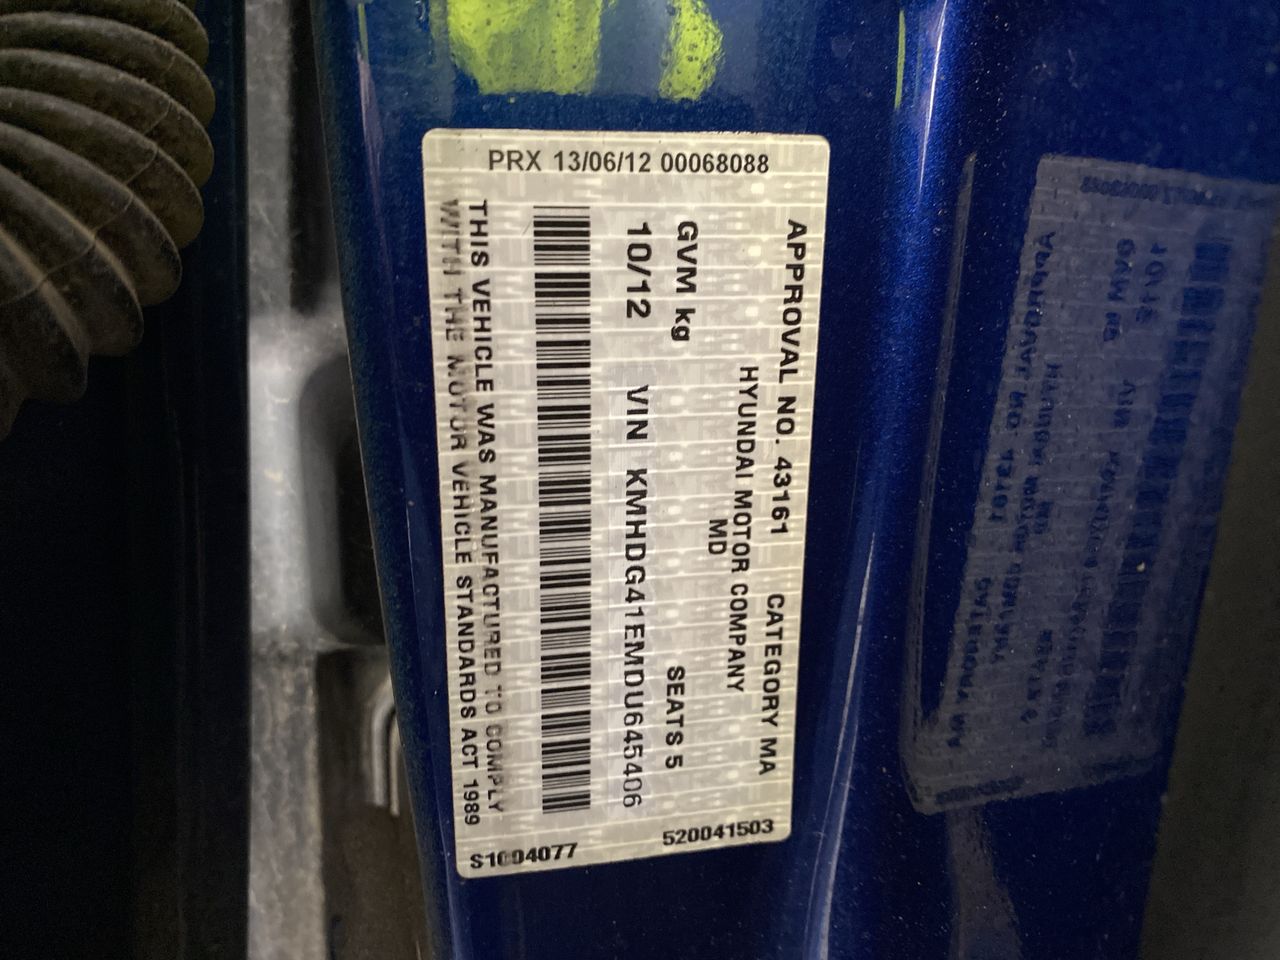 PRX 13/06/12 00068088
APPROVAL NO. 43161 CATEGORY MA
HYUNDAI MOTOR COMPANY
MD
GVM kg SEATS 5
10/12 VIN KMHDG41EMDU645406
THIS VEHICLE WAS MANUFACTURED TO COMPLY
WITH THE MOTOR VEHICLE STANDARDS ACT 1989
S1004077
520041503